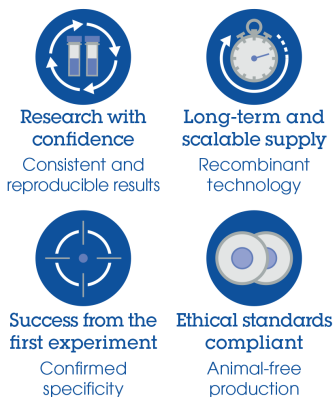 Research with
confidence
Consistent and
reproducible results
Long-term and
scalable supply
Recombinant
technology
Success from the
first experiment
Confirmed
specificity
Ethical standards
compliant
Animal-free
production